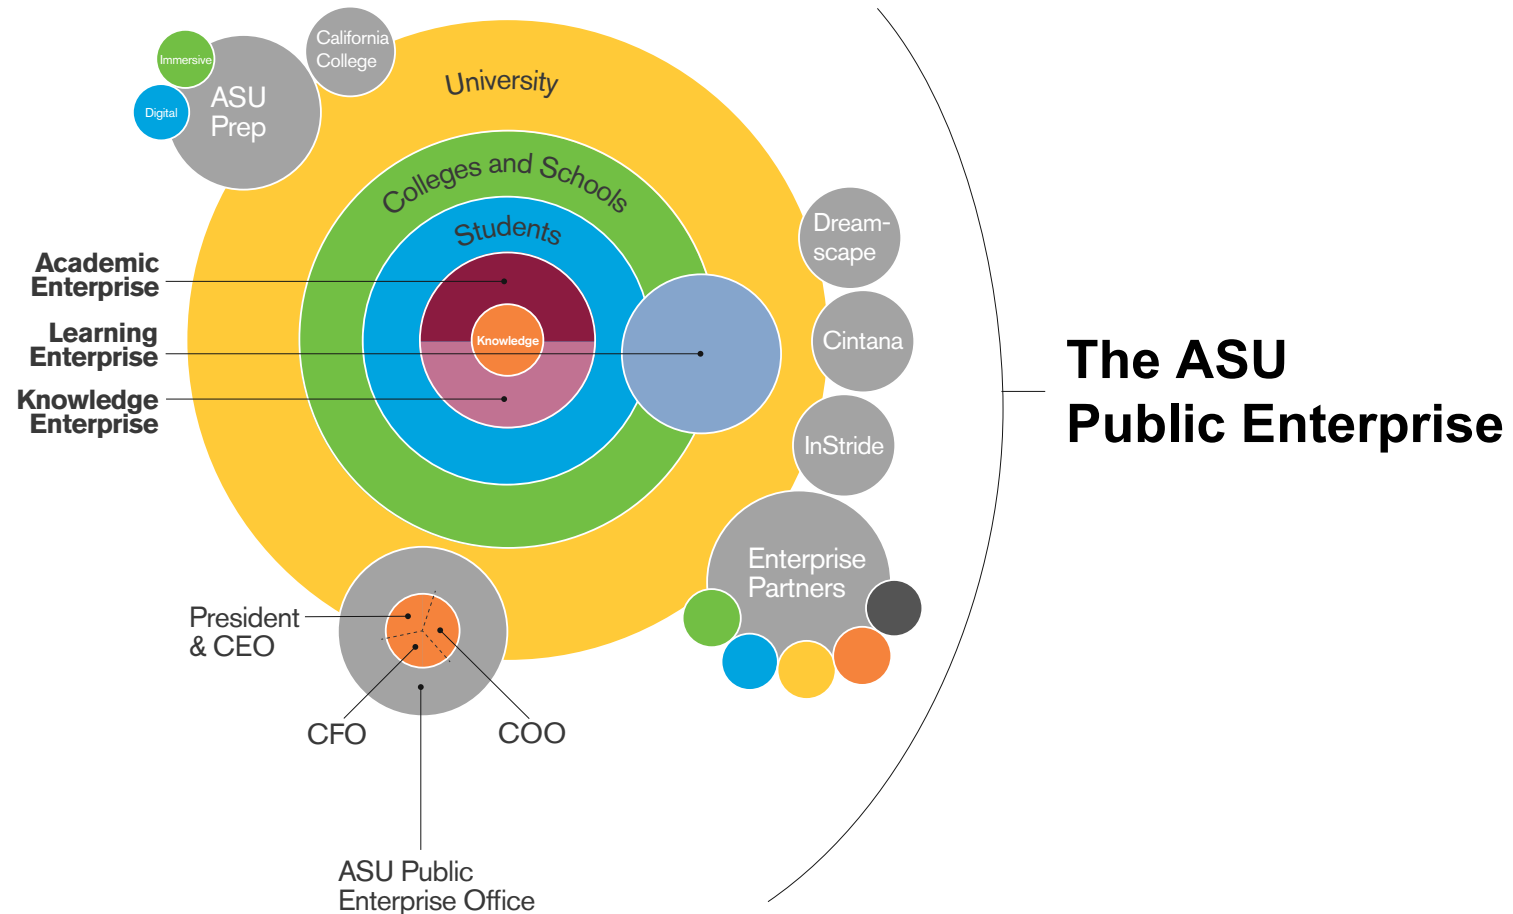 California
College
Immersive
ASU
Prep
Digital
University
Colleges and Schools
Students
Dream-
scape
Academic
Enterprise
Learning
Enterprise
Knowledge
Cintana
The ASU
Public Enterprise
Knowledge
Enterprise
InStride
Enterprise
Partners
President
& CEO
CFO
COO
ASU Public
Enterprise Office